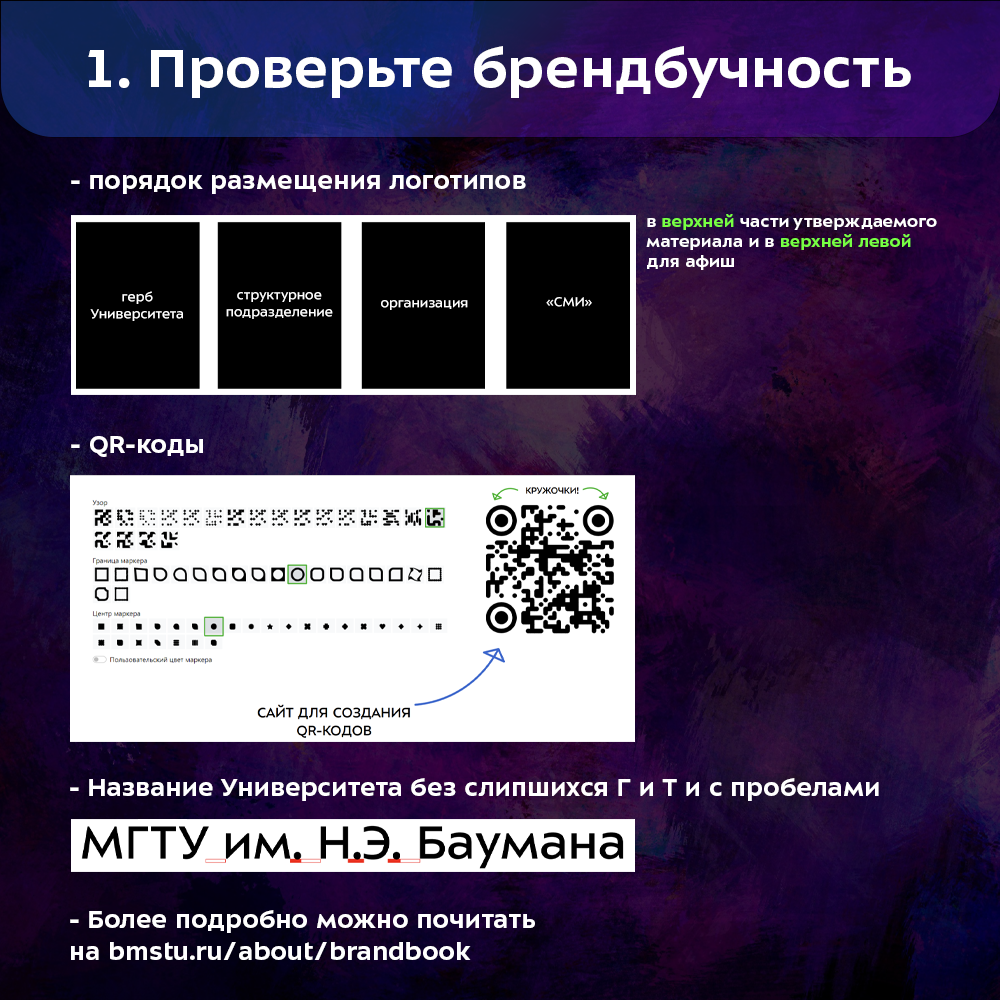 1. Проверьте брендбучность
- порядок размещения логотипов
герб
Университета
структурное
подразделение
организация
«СМИ»
в верхней части утверждаемого
материала и в верхней левой
для афиш
- QR-коды
Узор
Граница маркера
Центр маркера
Пользовательский цвет маркера
КРУЖОЧКИ!
САЙТ ДЛЯ СОЗДАНИЯ
QR-КОДОВ
- Название Университета без слипшихся Г и Т и с пробелами
МГТУ им. Н.Э. Баумана
- Более подробно можно почитать
на bmstu.ru/about/brandbook